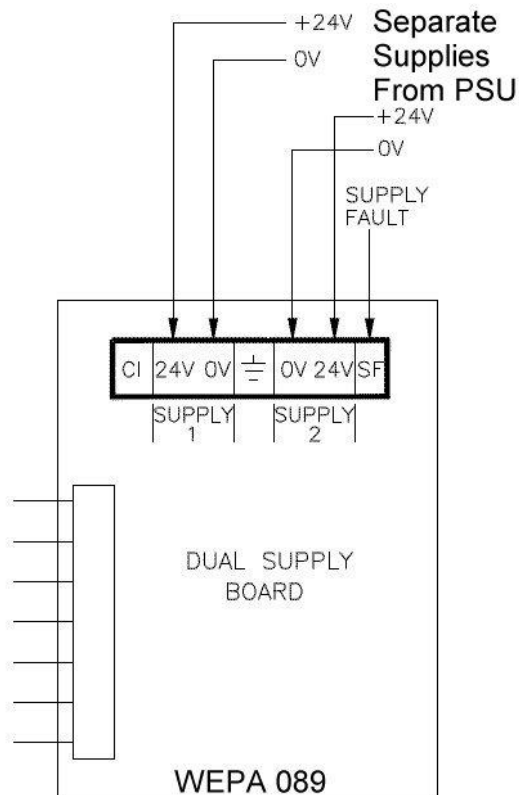 +24V Separate
0V Supplies
From PSU
+24V
0V
SUPPLY
FAULT
CI 24V 0V 0V 24V SF
SUPPLY SUPPLY
1 2
DUAL SUPPLY
BOARD
WEPA 089